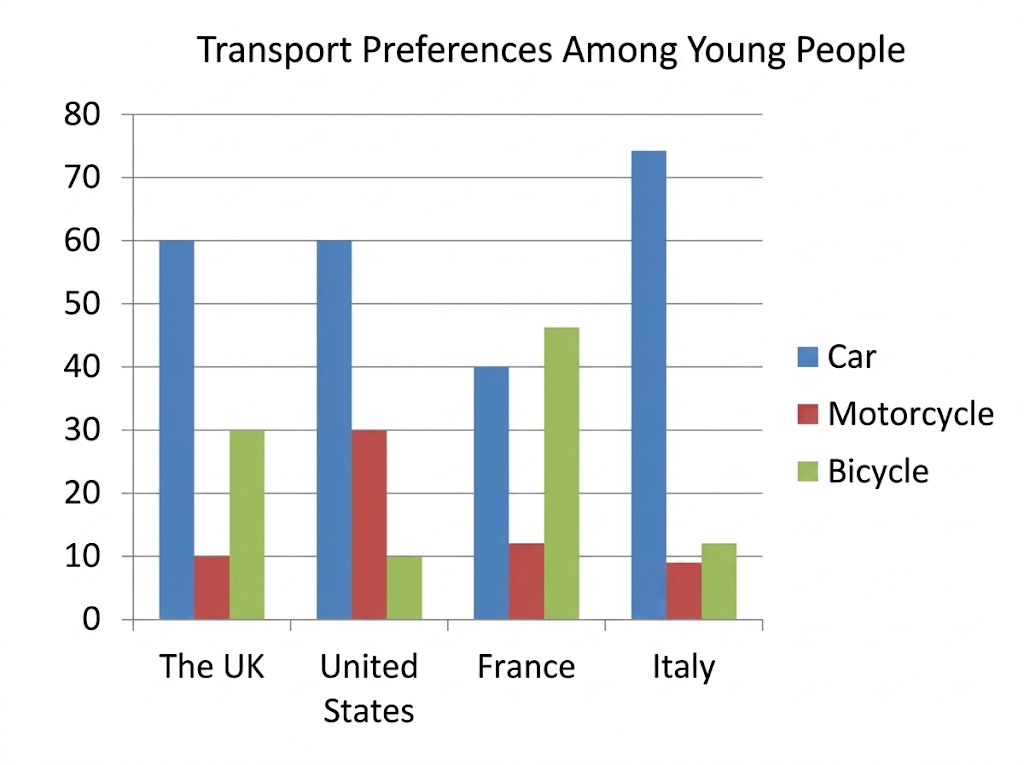 Transport Preferences Among Young People
80
70
60
50
40
30
20
10
0
The UK
United
States
France
Italy
Car
Motorcycle
Bicycle